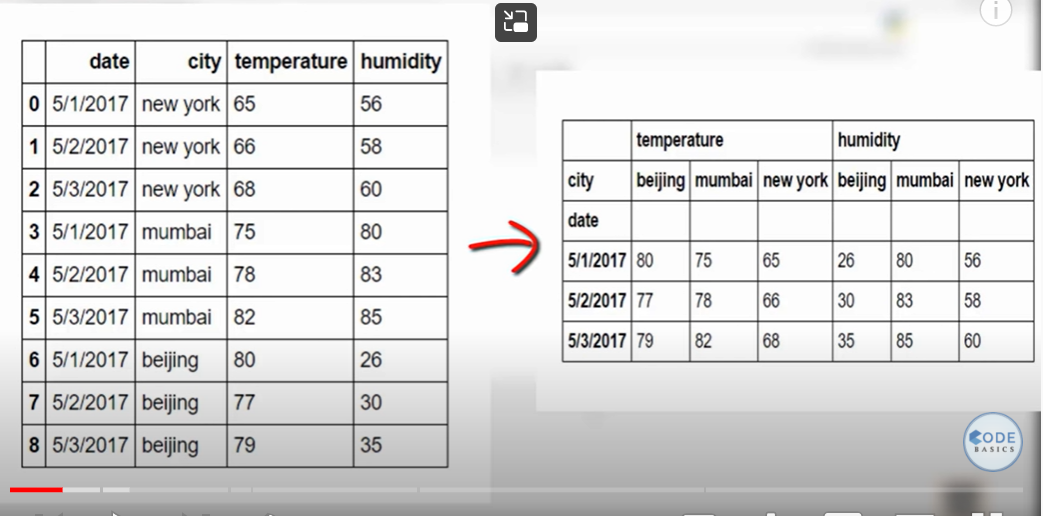 date city temperature humidity
0 5/1/2017 new york 65 56
1 5/2/2017 new york 66 58
2 5/3/2017 new york 68 60
3 5/1/2017 mumbai 75 80
4 5/2/2017 mumbai 78 83
5 5/3/2017 mumbai 82 85
6 5/1/2017 beijing 80 26
7 5/2/2017 beijing 77 30
8 5/3/2017 beijing 79 35
temperature humidity
city beijing mumbai new york beijing mumbai new york
date
5/1/2017 80 75 65 26 80 56
5/2/2017 77 78 66 30 83 58
5/3/2017 79 82 68 35 85 60
CODE
BASICS